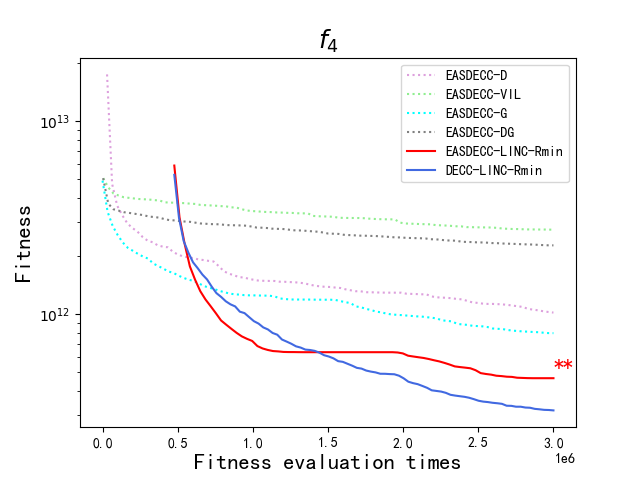 f4
EASDECC-D
EASDECC-VIL
EASDECC-G
EASDECC-DG
EASDECC-LINC-Rmin
DECC-LINC-Rmin
10^13
10^12
Fitness
**
0.0 0.5 1.0 1.5 2.0 2.5 3.0
1e6
Fitness evaluation times